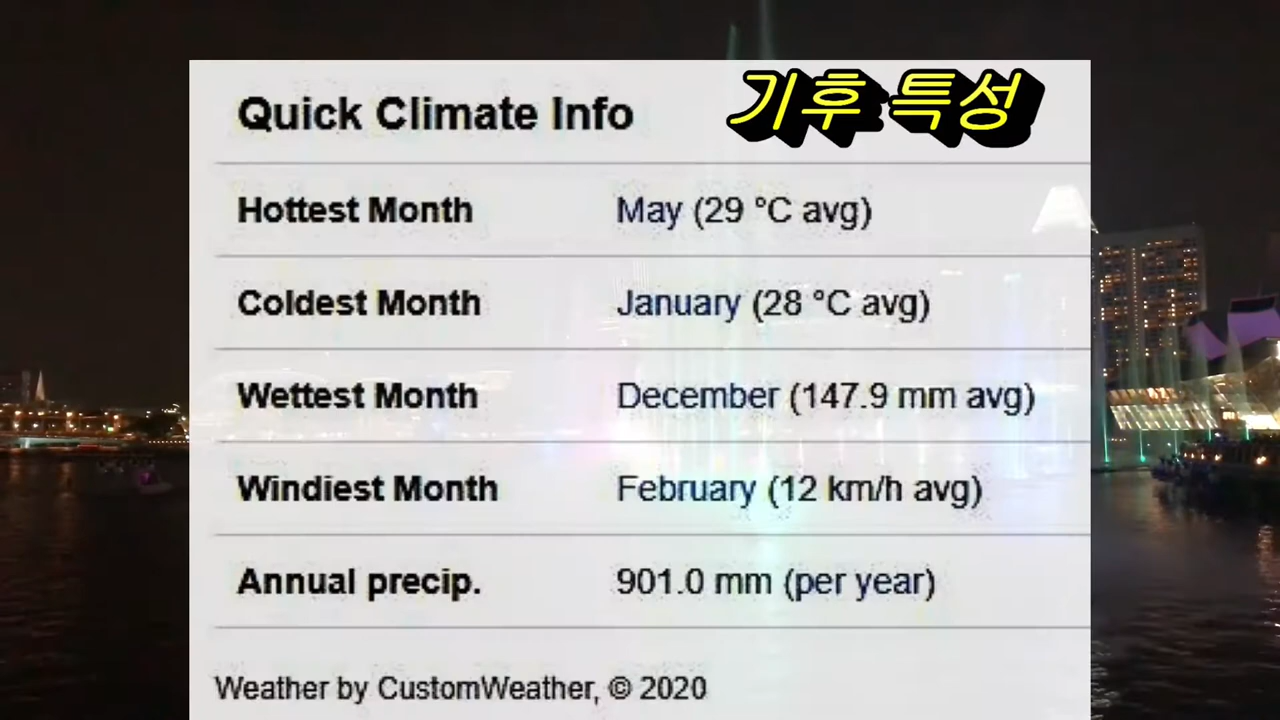 Quick Climate Info
기후 특성
Hottest Month May (29 °C avg)
Coldest Month January (28 °C avg)
Wettest Month December (147.9 mm avg)
Windiest Month February (12 km/h avg)
Annual precip. 901.0 mm (per year)
Weather by CustomWeather, © 2020